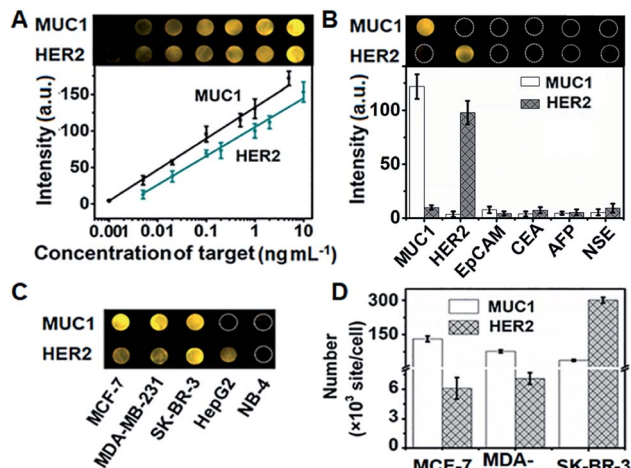 A
MUC1
HER2
Intensity (a.u.)
150
100
50
0
MUC1
HER2
0.001
0.01
0.1
1
10
Concentration of target (ng mL-1)
B
MUC1
HER2
Intensity (a.u.)
100
50
0
MUC1
HER2
MUC1
HER2
EpCAM
CEA
AFP
NSE
C
MUC1
HER2
MCF-7
MDA-MB-231
SK-BR-3
HepG2
NB-4
D
Number
(×10³ site/cell)
300
150
6
3
0
MUC1
HER2
MCF-7
MDA-
SK-BR-3